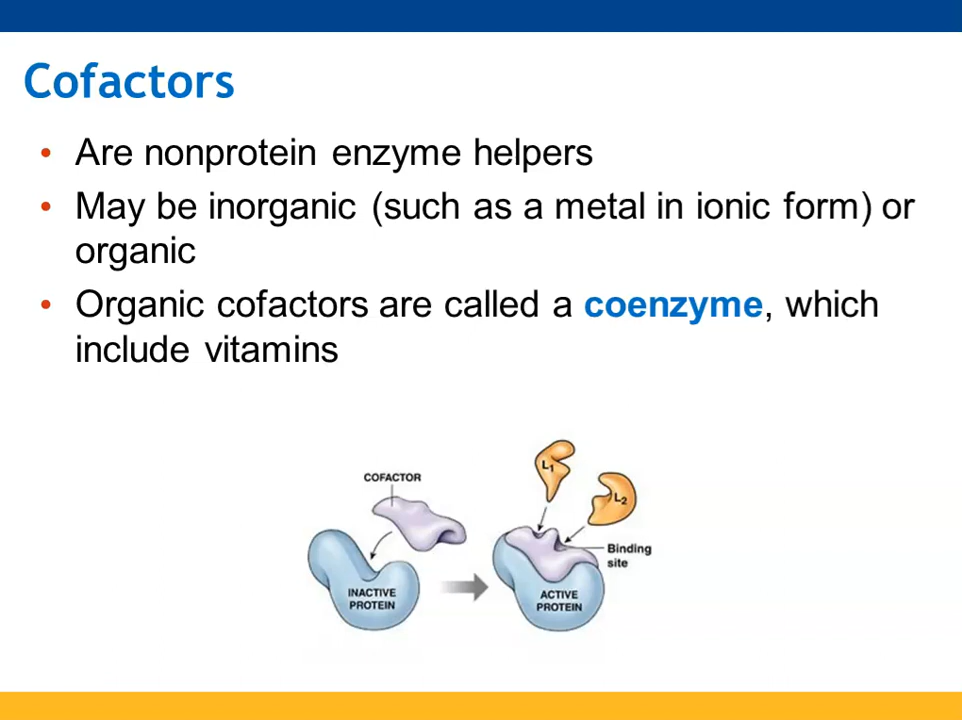 Cofactors
• Are nonprotein enzyme helpers
• May be inorganic (such as a metal in ionic form) or
organic
• Organic cofactors are called a coenzyme, which
include vitamins
COFACTOR
L1
L2
Binding
site
INACTIVE
PROTEIN
ACTIVE
PROTEIN